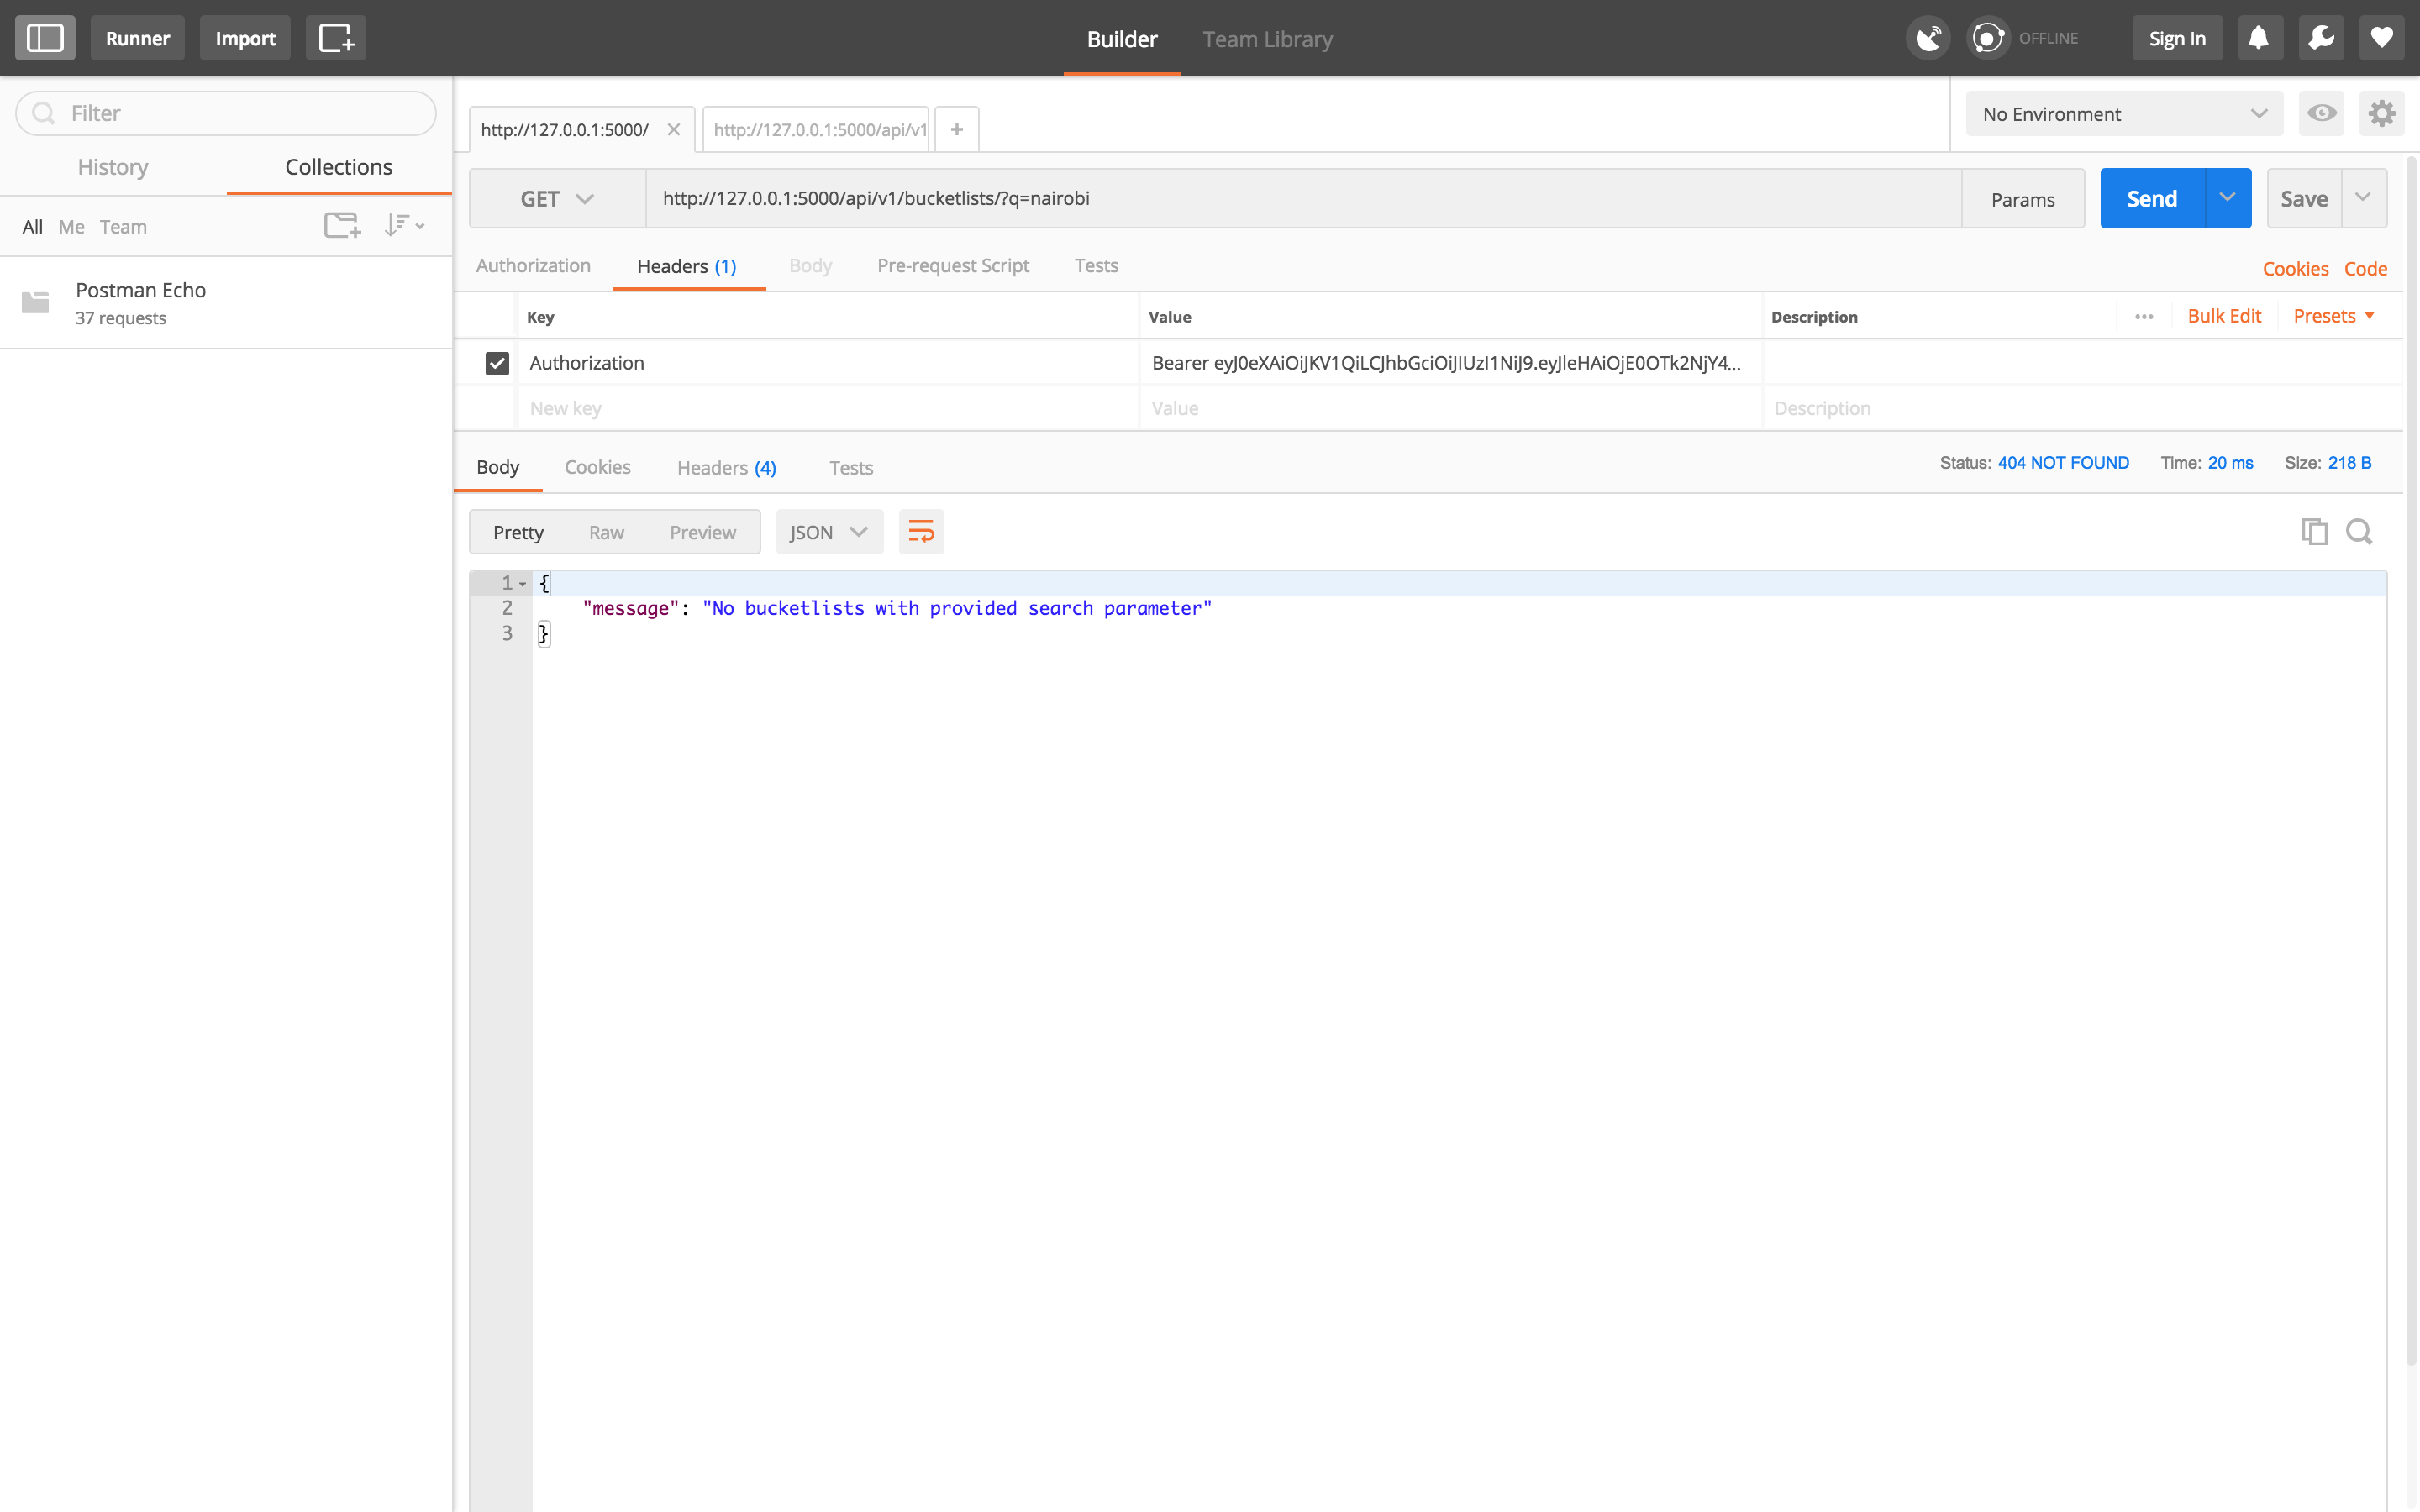 Runner Import Builder Team Library OFFLINE Sign In
Filter
History Collections
All Me Team
Postman Echo
37 requests
http://127.0.0.1:5000/ http://127.0.0.1:5000/api/v1 + No Environment
GET http://127.0.0.1:5000/api/v1/bucketlists/?q=nairobi Params Send Save
Authorization Headers (1) Body Pre-request Script Tests Cookies Code
Key Value Description ••• Bulk Edit Presets
Authorization Bearer eyJ0eXAiOiJKV1QiLCJhbGciOiJIUzI1NiJ9.eyJleHAiOjE0OTk2NjY4...
New key Value Description
Body Cookies Headers (4) Tests Status: 404 NOT FOUND Time: 20 ms Size: 218 B
Pretty Raw Preview JSON
1 {
2 "message": "No bucketlists with provided search parameter"
3 }